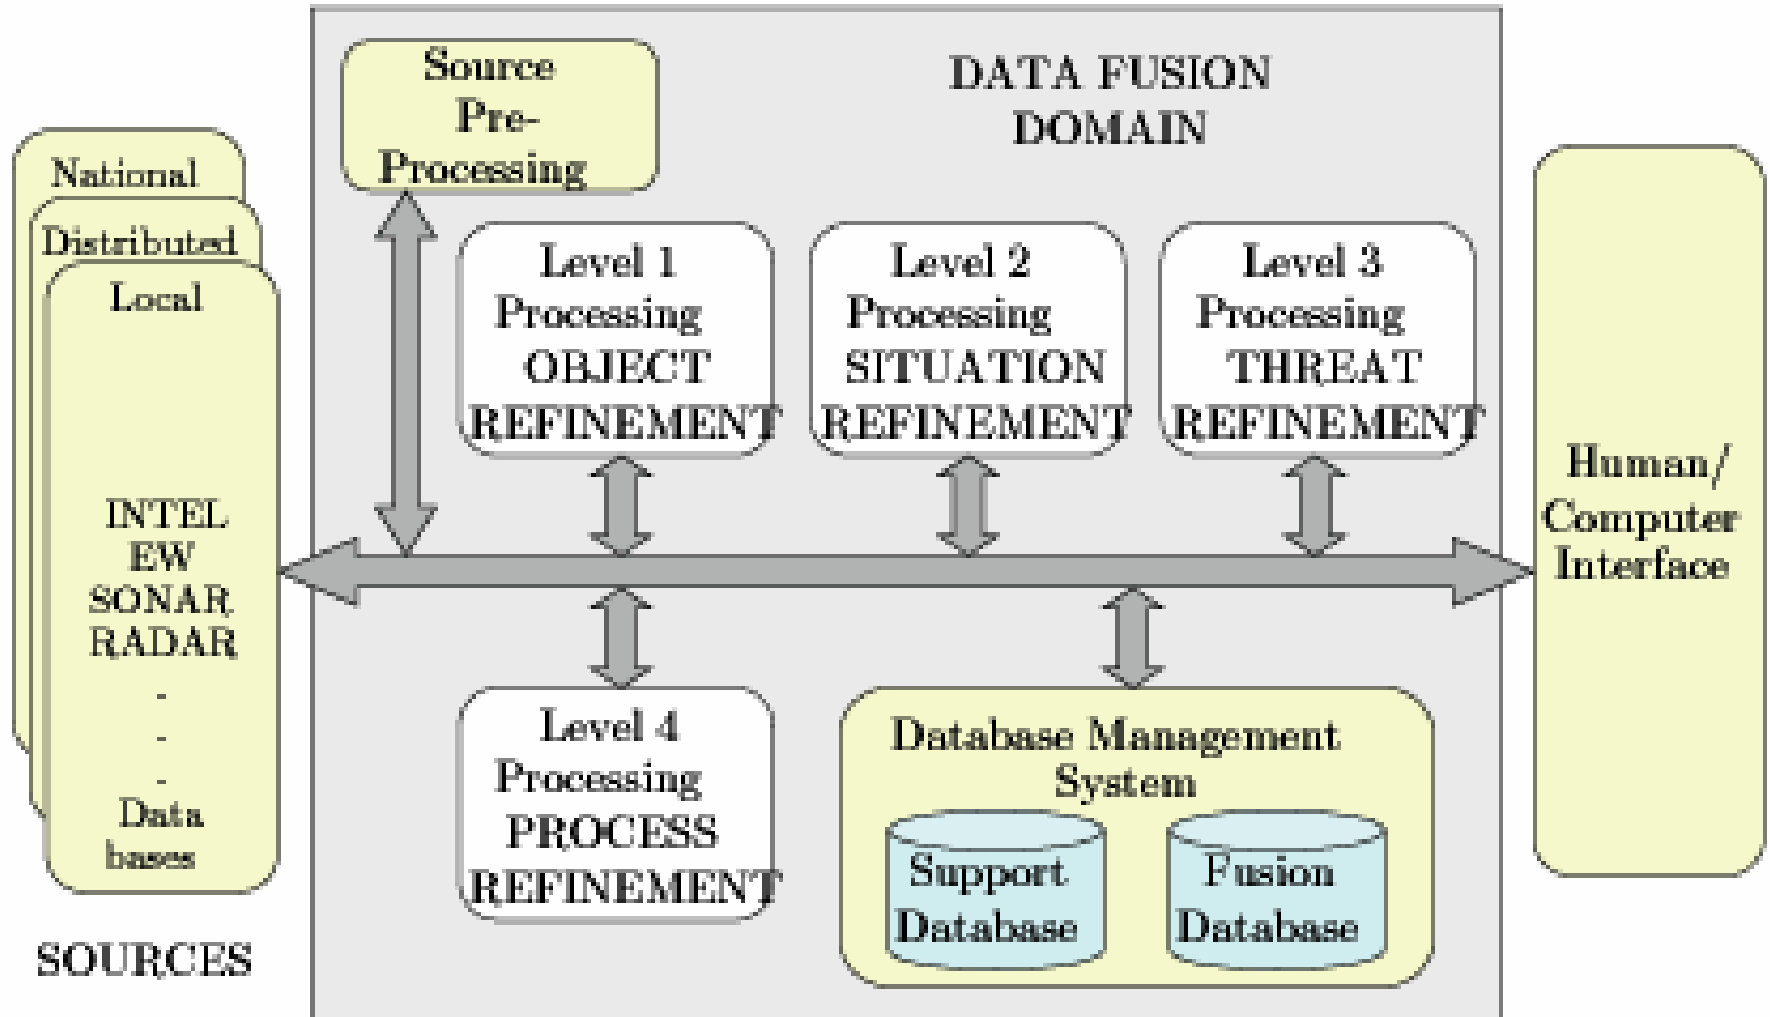 National
Distributed
Local
INTEL
EW
SONAR
RADAR
-
-
-
Data
bases
SOURCES
Source
Pre-
Processing
DATA FUSION
DOMAIN
Level 1
Processing
OBJECT
REFINEMENT
Level 2
Processing
SITUATION
REFINEMENT
Level 3
Processing
THREAT
REFINEMENT
Level 4
Processing
PROCESS
REFINEMENT
Database Management
System
Support
Database
Fusion
Database
Human/
Computer
Interface